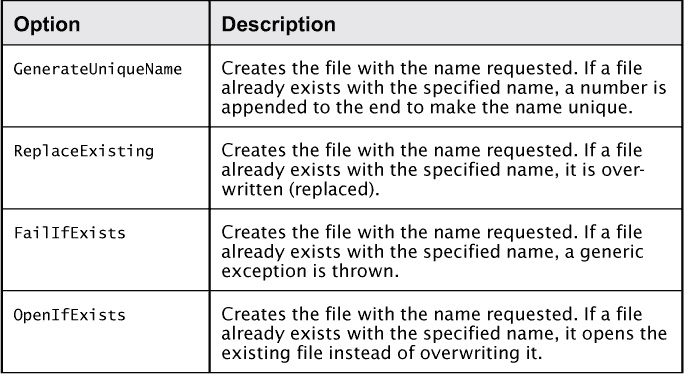 Option Description
GenerateUniqueName Creates the file with the name requested. If a file
already exists with the specified name, a number is
appended to the end to make the name unique.
ReplaceExisting Creates the file with the name requested. If a file
already exists with the specified name, it is over-
written (replaced).
FailIfExists Creates the file with the name requested. If a file
already exists with the specified name, a generic
exception is thrown.
OpenIfExists Creates the file with the name requested. If a file
already exists with the specified name, it opens the
existing file instead of overwriting it.